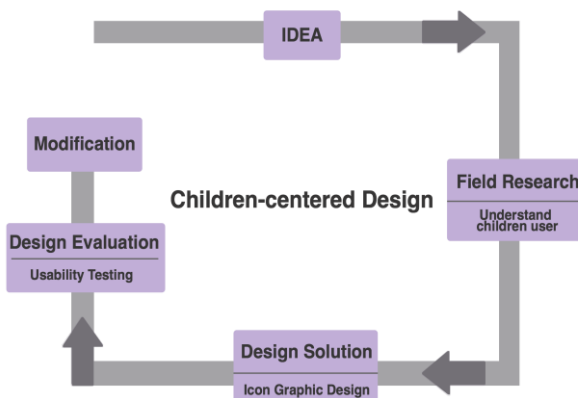 IDEA
Modification
Children-centered Design
Field Research
Understand
children user
Design Evaluation
Usability Testing
Design Solution
Icon Graphic Design